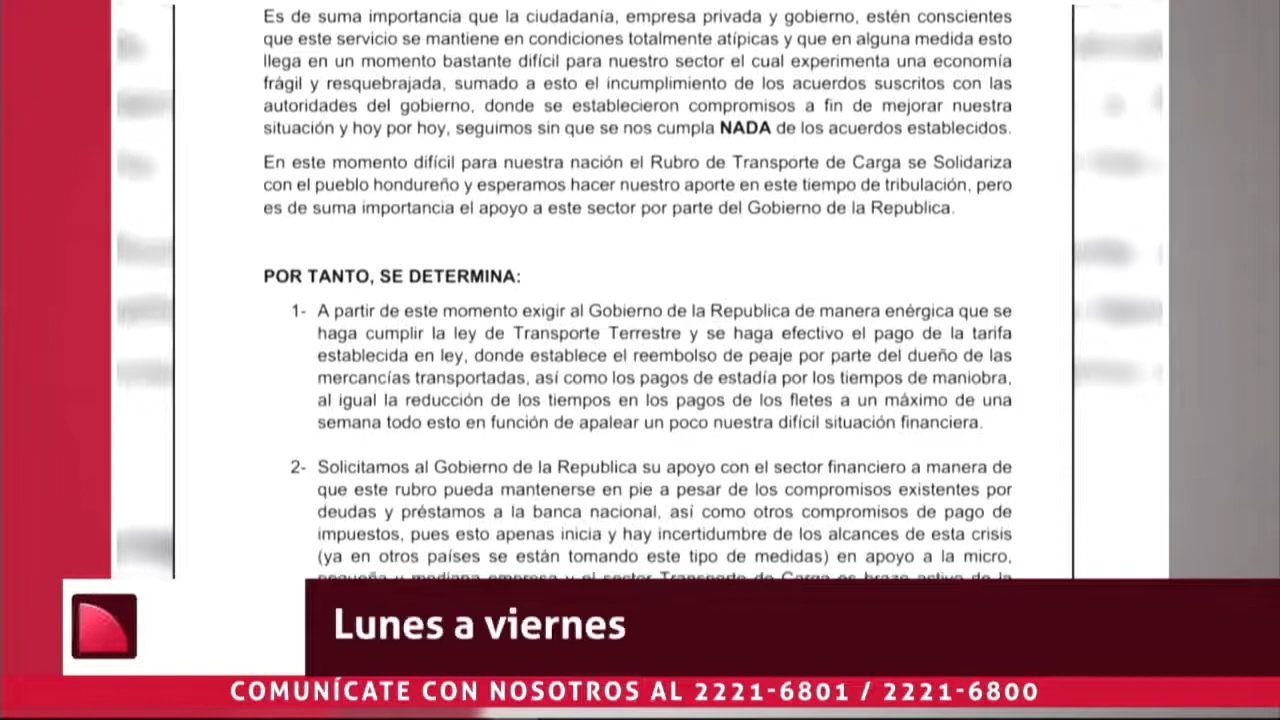 Es de suma importancia que la ciudadanía, empresa privada y gobierno, estén conscientes
que este servicio se mantiene en condiciones totalmente atípicas y que en alguna medida esto
llega en un momento bastante difícil para nuestro sector el cual experimenta una economía
frágil y resquebrajada, sumado a esto el incumplimiento de los acuerdos suscritos con las
autoridades del gobierno, donde se establecieron compromisos a fin de mejorar nuestra
situación y hoy por hoy, seguimos sin que se nos cumpla NADA de los acuerdos establecidos.
En este momento difícil para nuestra nación el Rubro de Transporte de Carga se Solidariza
con el pueblo hondureño y esperamos hacer nuestro aporte en este tiempo de tribulación, pero
es de suma importancia el apoyo a este sector por parte del Gobierno de la Republica.
POR TANTO, SE DETERMINA:
1- A partir de este momento exigir al Gobierno de la Republica de manera enérgica que se
haga cumplir la ley de Transporte Terrestre y se haga efectivo el pago de la tarifa
establecida en ley, donde establece el reembolso de peaje por parte del dueño de las
mercancías transportadas, así como los pagos de estadía por los tiempos de maniobra,
al igual la reducción de los tiempos en los pagos de los fletes a un máximo de una
semana todo esto en función de apalear un poco nuestra difícil situación financiera.
2- Solicitamos al Gobierno de la Republica su apoyo con el sector financiero a manera de
que este rubro pueda mantenerse en pie a pesar de los compromisos existentes por
deudas y préstamos a la banca nacional, así como otros compromisos de pago de
impuestos, pues esto apenas inicia y hay incertidumbre de los alcances de esta crisis
(ya en otros países se están tomando este tipo de medidas) en apoyo a la micro,
pequeña y mediana empresa y el sector Transporte de Carga es brazo activo de la
Lunes a viernes
COMUNÍCATE CON NOSOTROS AL 2221-6801 / 2221-6800